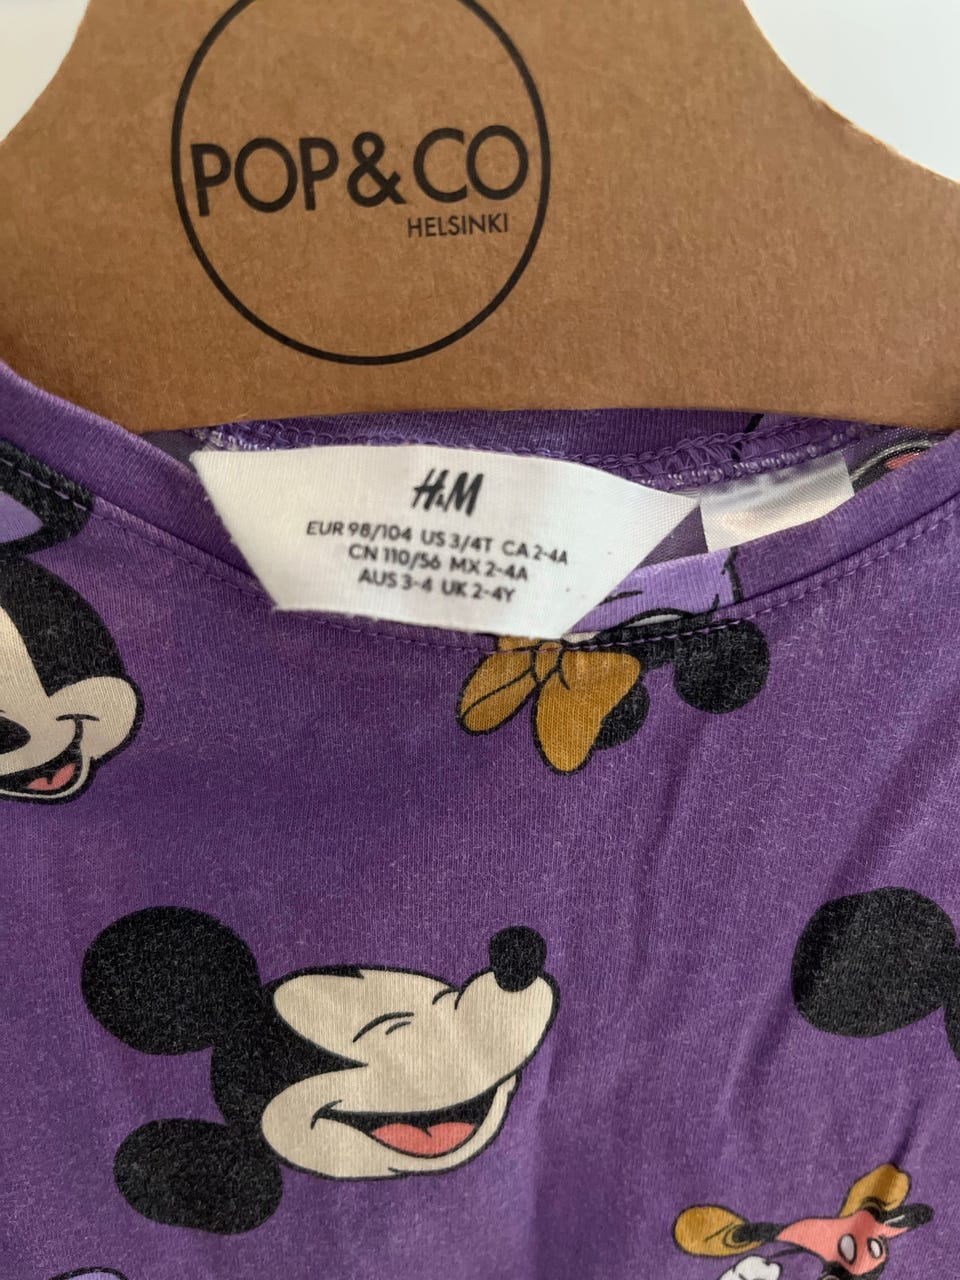 POP&CO
HELSINKI
H&M
EUR 98/104 US 3/4T CA 2-4A
CN 110/56 MX 2-4A
AUS 3-4 UK 2-4Y